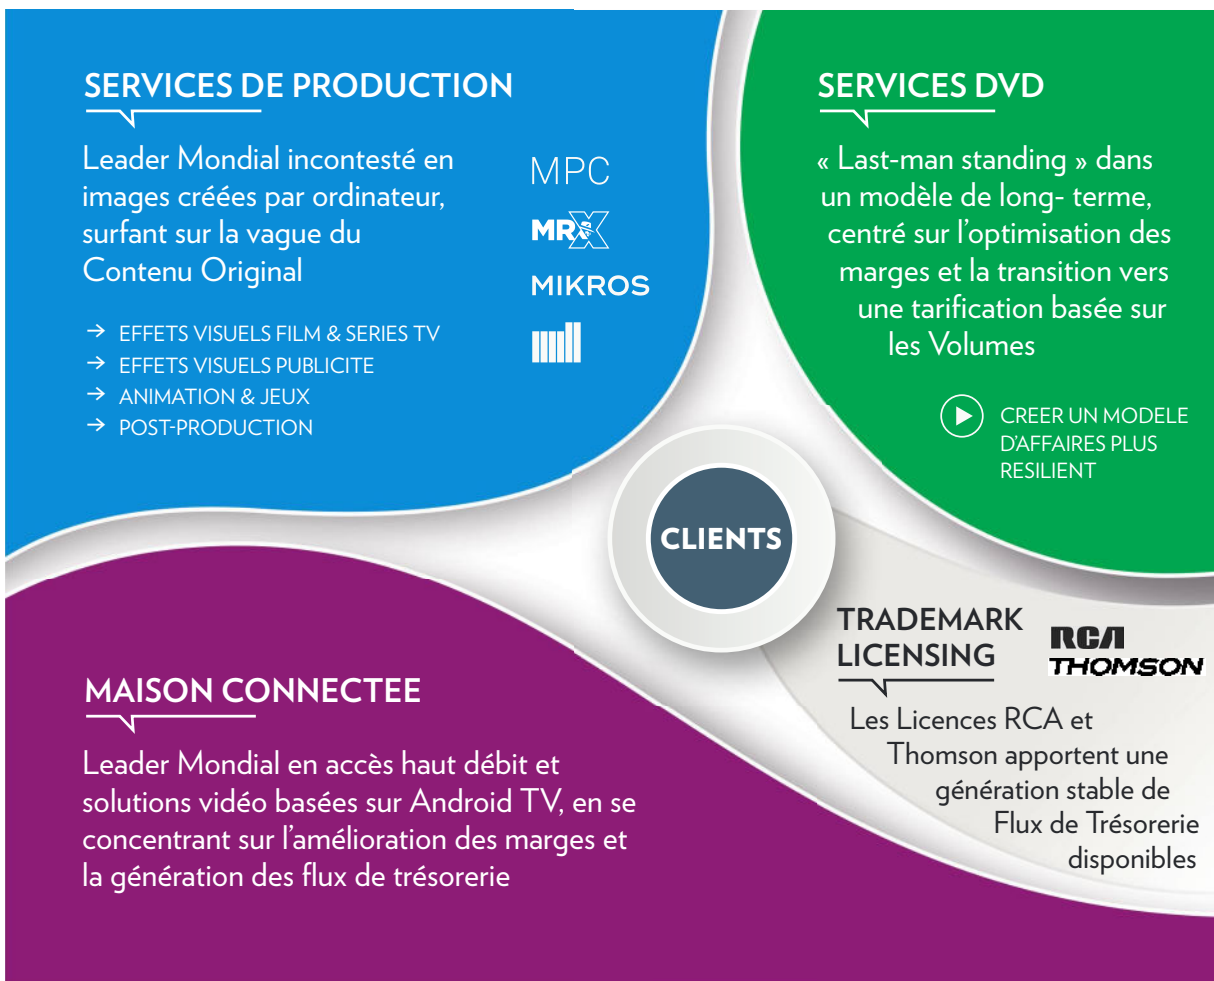 SERVICES DE PRODUCTION
Leader Mondial incontesté en
images créées par ordinateur,
surfant sur la vague du
Contenu Original
→ EFFETS VISUELS FILM & SERIES TV
→ EFFETS VISUELS PUBLICITE
→ ANIMATION & JEUX
→ POST-PRODUCTION
MPC
MRX
MIKROS
SERVICES DVD
« Last-man standing » dans
un modèle de long- terme,
centré sur l’optimisation des
marges et la transition vers
une tarification basée sur
les Volumes
CREER UN MODELE
D’AFFAIRES PLUS
RESILIENT
CLIENTS
TRADEMARK
LICENSING
RCA
THOMSON
Les Licences RCA et
Thomson apportent une
génération stable de
Flux de Trésorerie
disponibles
MAISON CONNECTEE
Leader Mondial en accès haut débit et
solutions vidéo basées sur Android TV, en se
concentrant sur l’amélioration des marges et
la génération des flux de trésorerie